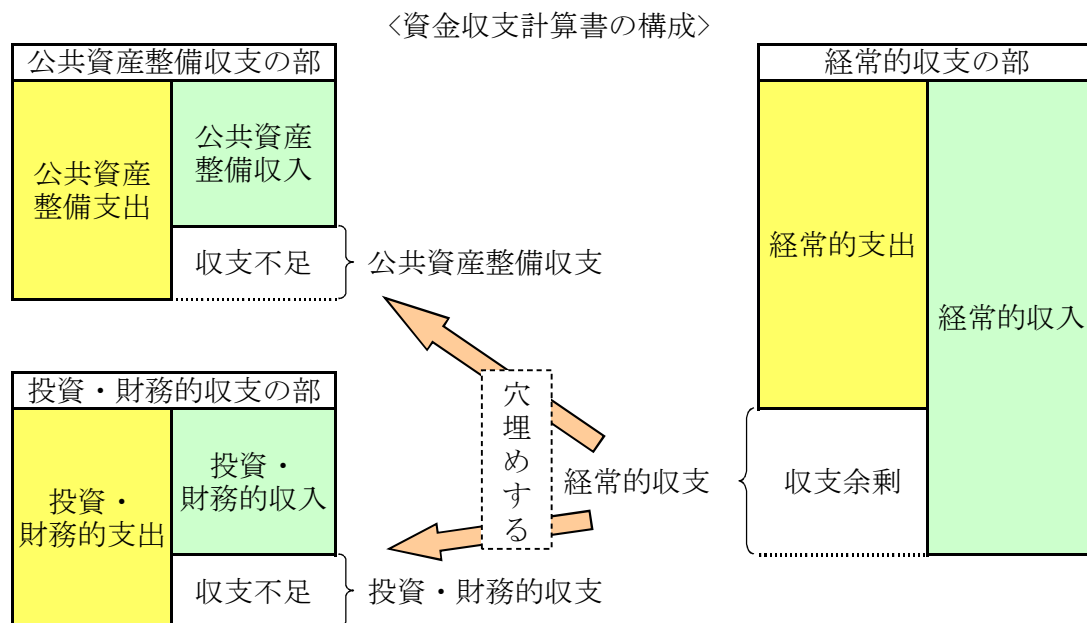 <資金収支計算書の構成>
公共資産整備収支の部
公共資産
整備支出
公共資産
整備収入
収支不足
公共資産整備収支
投資・財務的収支の部
投資・
財務的支出
投資・
財務的収入
収支不足
投資・財務的収支
穴埋めする
経常的収支
経常的収支の部
経常的支出
経常的収入
収支余剰